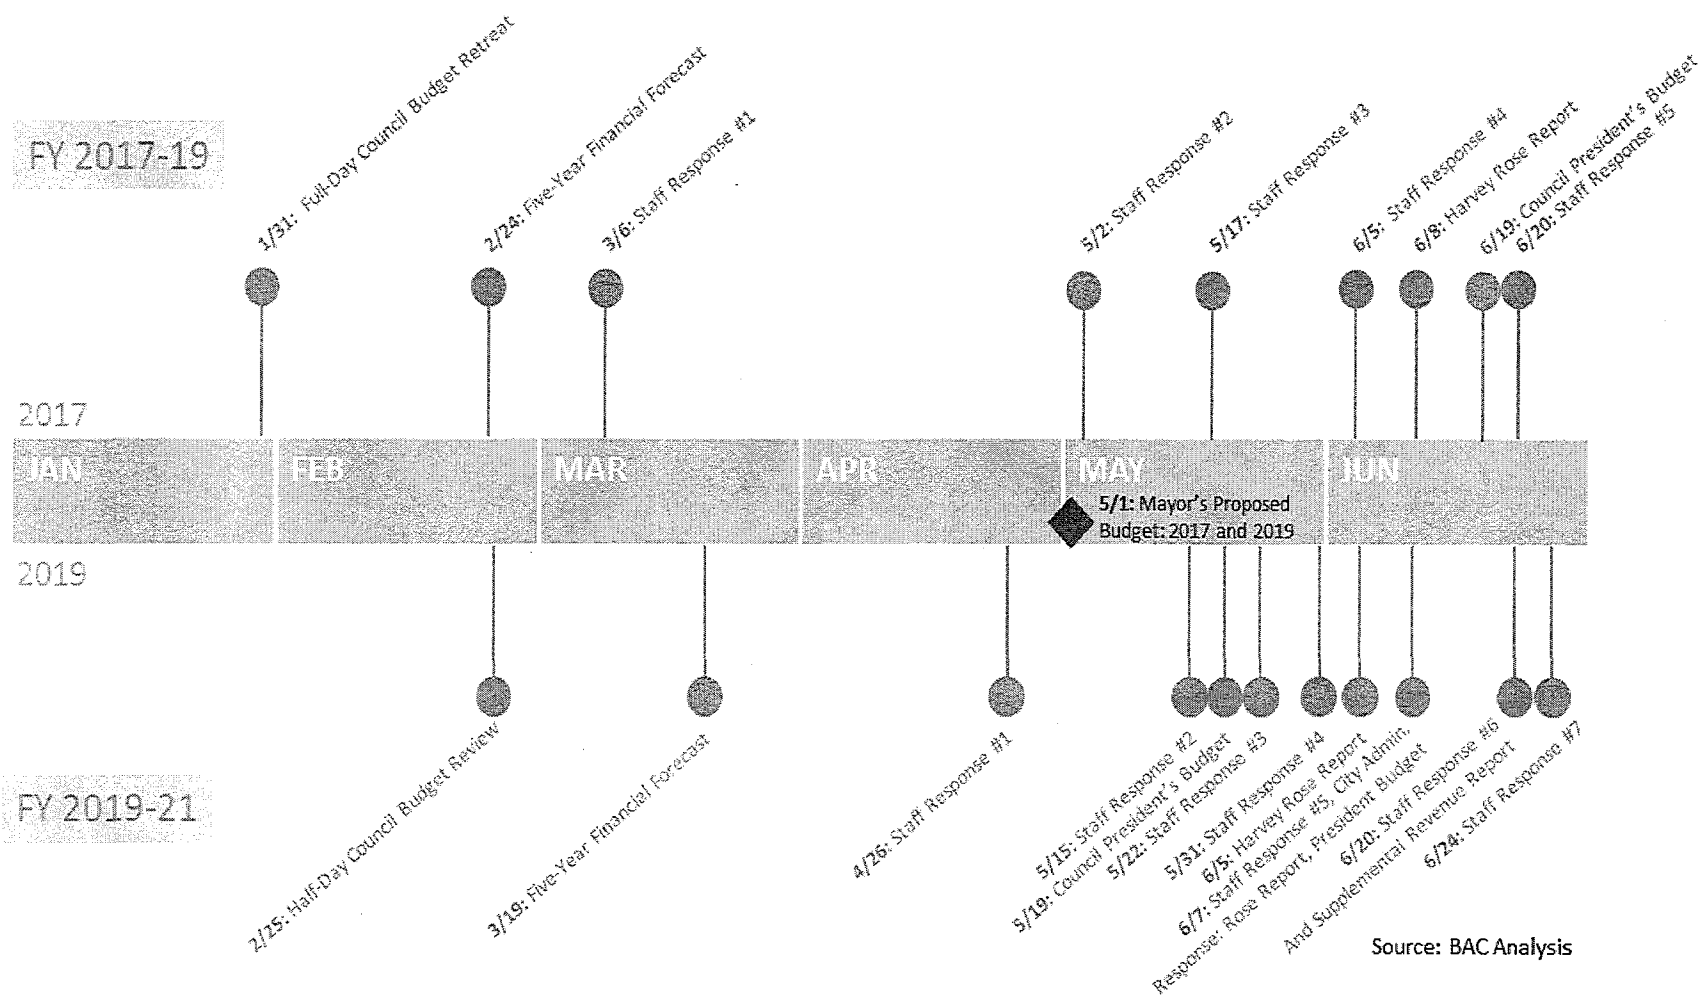 FY 2017-19
1/31: Full-Day Council Budget Retreat
2/24: Five-Year Financial Forecast
3/6: Staff Response #1
5/2: Staff Response #2
5/17: Staff Response #3
6/5: Staff Response #4
6/8: Harvey Rose Report
6/19: Council President's Budget
6/20: Staff Response #5
2017
JAN
FEB
MAR
APR
MAY
JUN
5/1: Mayor's Proposed
Budget: 2017 and 2019
2019
FY 2019-21
2/25: Half-Day Council Budget Review
3/19: Five-Year Financial Forecast
4/26: Staff Response #1
5/15: Staff Response #2
5/19: Council President's Budget
5/22: Staff Response #3
5/31: Staff Response #4
6/5: Harvey Rose Report
6/7: Staff Response #5, City Admin,
Response: Rose Report, President Budget
6/20: Staff Response #6
And Supplemental Revenue Report
6/24: Staff Response #7
Source: BAC Analysis